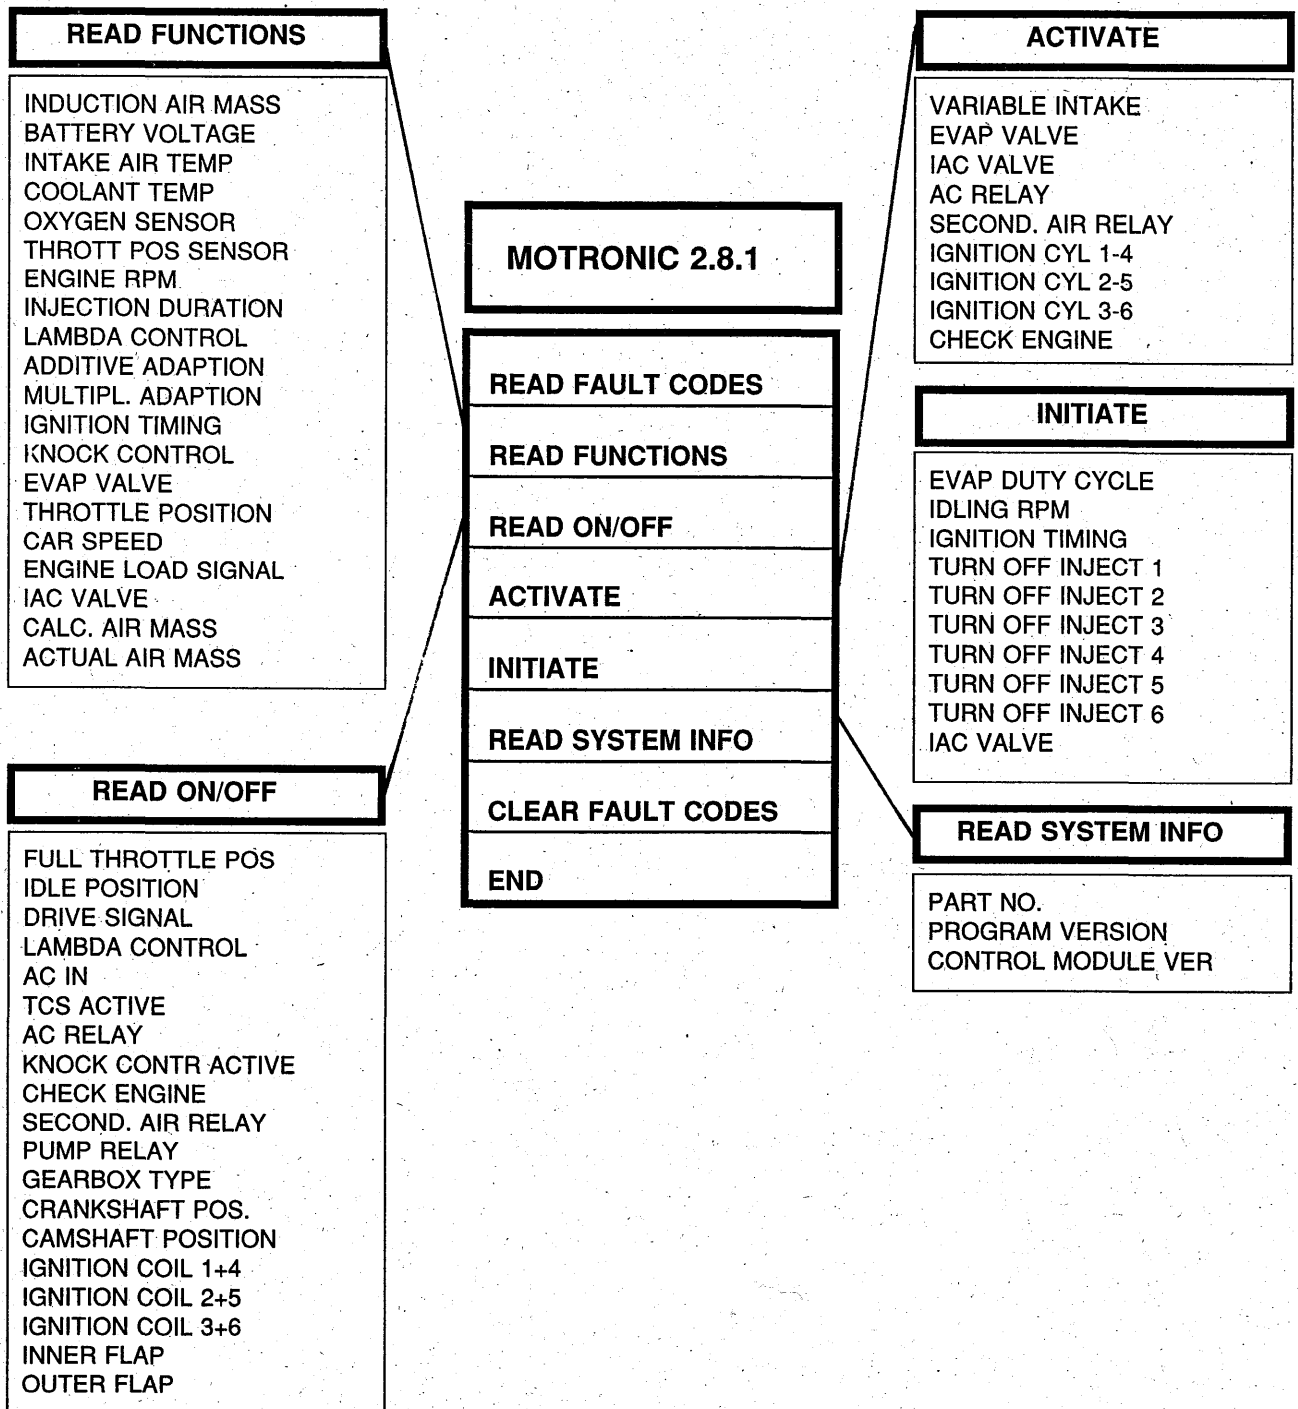 READ FUNCTIONS
INDUCTION AIR MASS
BATTERY VOLTAGE
INTAKE AIR TEMP
COOLANT TEMP
OXYGEN SENSOR
THROTT POS SENSOR
ENGINE RPM
INJECTION DURATION
LAMBDA CONTROL
ADDITIVE ADAPTION
MULTIPL. ADAPTION
IGNITION TIMING
KNOCK CONTROL
EVAP VALVE
THROTTLE POSITION
CAR SPEED
ENGINE LOAD SIGNAL
IAC VALVE
CALC. AIR MASS
ACTUAL AIR MASS
READ ON/OFF
FULL THROTTLE POS
IDLE POSITION
DRIVE SIGNAL
LAMBDA CONTROL
AC IN
TCS ACTIVE
AC RELAY
KNOCK CONTR ACTIVE
CHECK ENGINE
SECOND. AIR RELAY
PUMP RELAY
GEARBOX TYPE
CRANKSHAFT POS.
CAMSHAFT POSITION
IGNITION COIL 1+4
IGNITION COIL 2+5
IGNITION COIL 3+6
INNER FLAP
OUTER FLAP
MOTRONIC 2.8.1
READ FAULT CODES
READ FUNCTIONS
READ ON/OFF
ACTIVATE
INITIATE
READ SYSTEM INFO
CLEAR FAULT CODES
END
ACTIVATE
VARIABLE INTAKE
EVAP VALVE
IAC VALVE
AC RELAY
SECOND. AIR RELAY
IGNITION CYL 1-4
IGNITION CYL 2-5
IGNITION CYL 3-6
CHECK ENGINE
INITIATE
EVAP DUTY CYCLE
IDLING RPM
IGNITION TIMING
TURN OFF INJECT 1
TURN OFF INJECT 2
TURN OFF INJECT 3
TURN OFF INJECT 4
TURN OFF INJECT 5
TURN OFF INJECT 6
IAC VALVE
READ SYSTEM INFO
PART NO.
PROGRAM VERSION
CONTROL MODULE VER